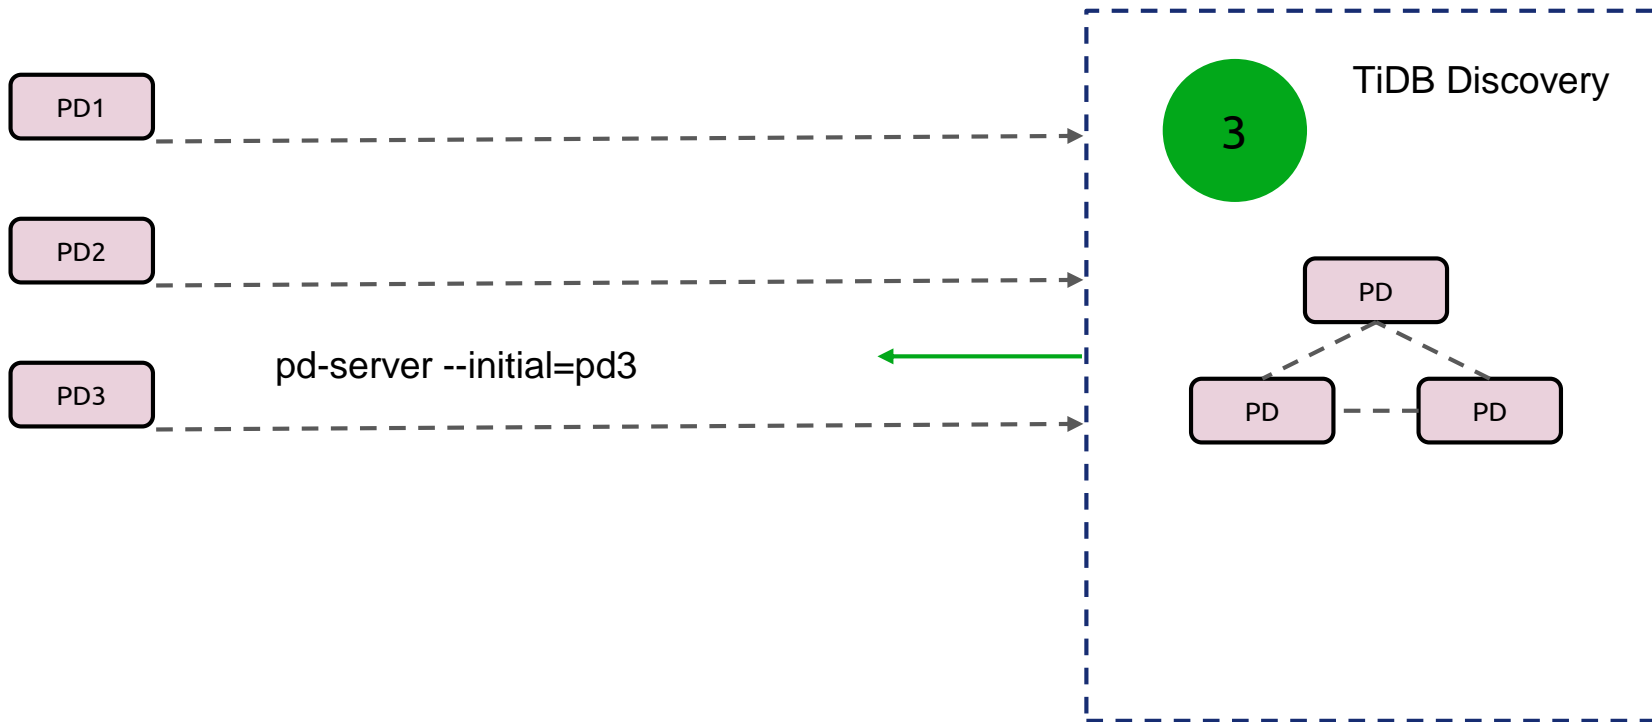 TiDB Discovery
PD1
3
PD2
PD
pd-server --initial=pd3
PD3
PD
PD